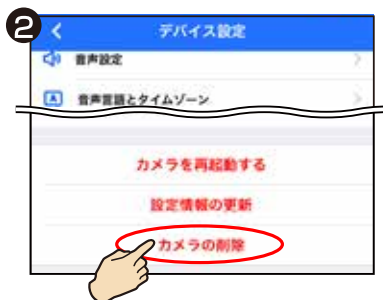 2
デバイス設定
音声設定
音声言語とタイムゾーン
カメラを再起動する
設定情報の更新
カメラの削除